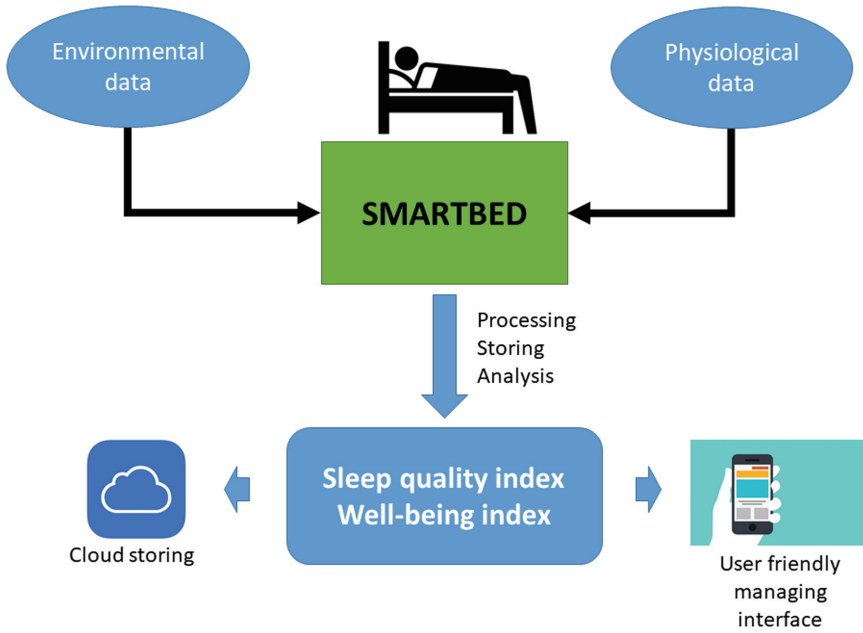 Environmental
data
Physiological
data
SMARTBED
Processing
Storing
Analysis
Sleep quality index
Well-being index
Cloud storing
User friendly
managing
interface